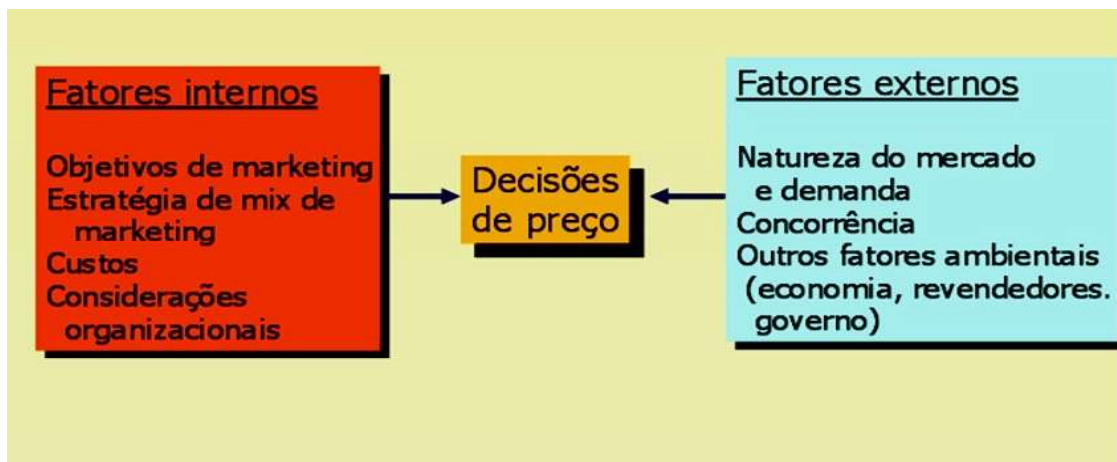 Fatores internos
Objetivos de marketing
Estratégia de mix de
marketing
Custos
Considerações
organizacionais
Decisões
de preço
Fatores externos
Natureza do mercado
e demanda
Concorrência
Outros fatores ambientais
(economia, revendedores.
governo)